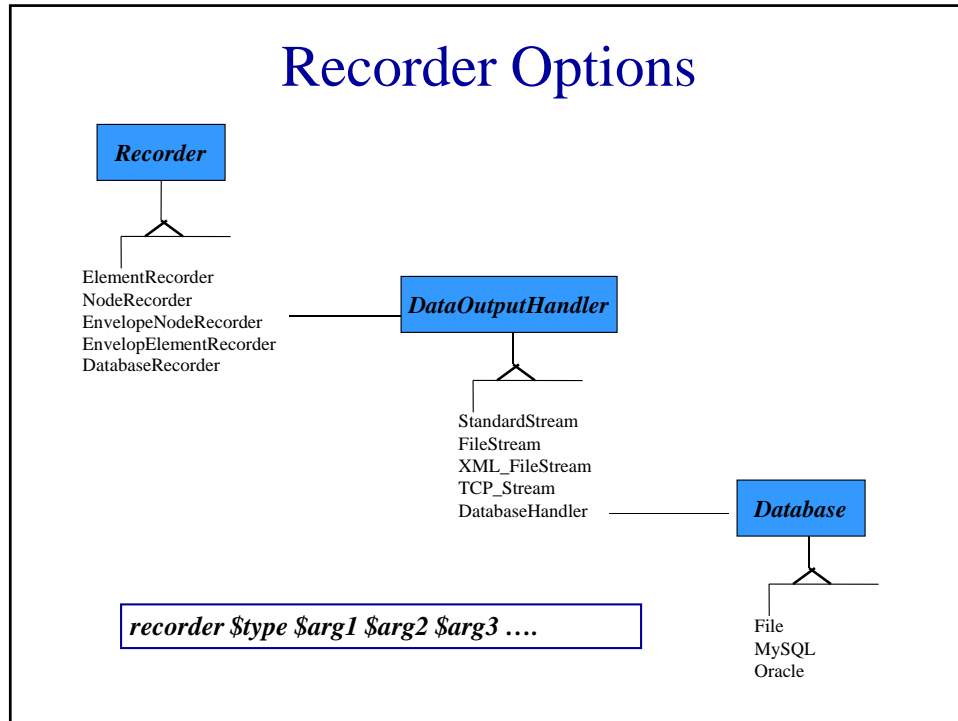 Recorder Options
Recorder
ElementRecorder
NodeRecorder
EnvelopeNodeRecorder
EnvelopElementRecorder
DatabaseRecorder
DataOutputHandler
StandardStream
FileStream
XML_FileStream
TCP_Stream
DatabaseHandler
Database
File
MySQL
Oracle
recorder $type $arg1 $arg2 $arg3 ….